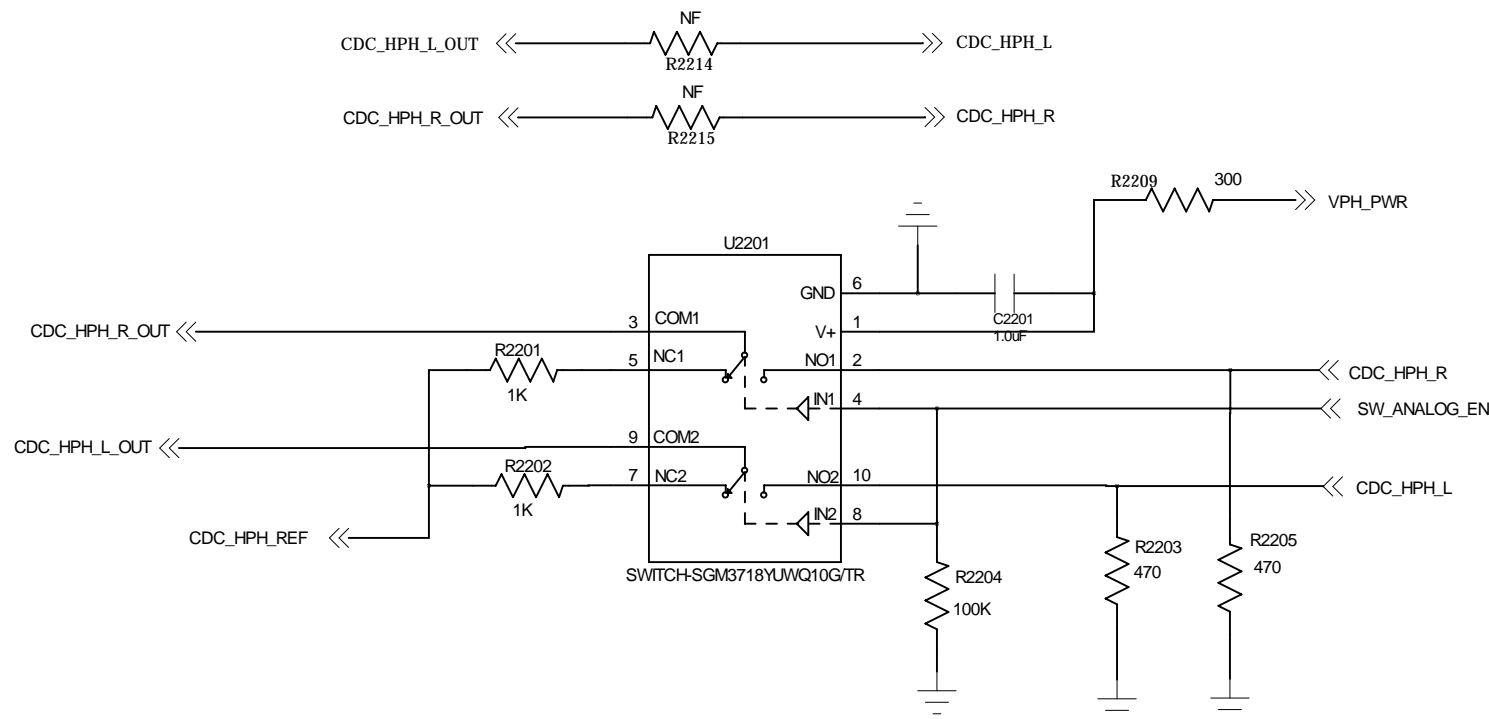 NF
CDC_HPH_L_OUT
CDC_HPH_L
R2214
NF
CDC_HPH_R_OUT
CDC_HPH_R
R2215
R2209
300
VPH_PWR
U2201
GND
6
C2201
1.0uF
CDC_HPH_R_OUT
3
COM1
V+
1
R2201
1K
5
NC1
NO1
2
CDC_HPH_R
IN1
4
SW_ANALOG_EN
CDC_HPH_L_OUT
9
COM2
R2202
1K
7
NC2
NO2
10
CDC_HPH_L
IN2
8
CDC_HPH_REF
SWITCH-SGM3718YUWQ10G/TR
R2204
100K
R2203
470
R2205
470